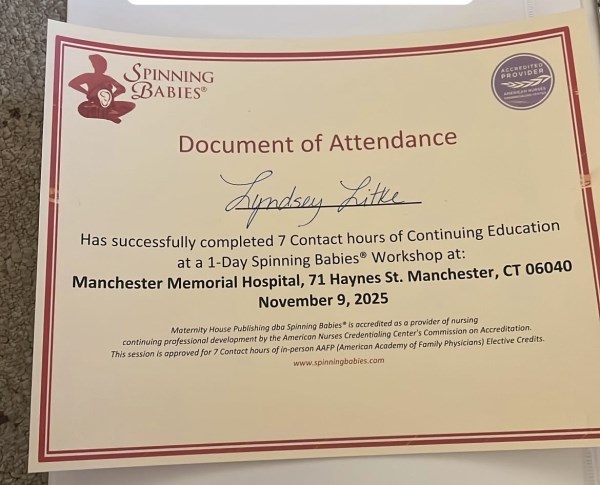 SPINNING
BABIES®
ACCREDITED
PROVIDER
AMERICAN NURSES
Document of Attendance
Lyndsey Litke
Has successfully completed 7 Contact hours of Continuing Education
at a 1-Day Spinning Babies® Workshop at:
Manchester Memorial Hospital, 71 Haynes St. Manchester, CT 06040
November 9, 2025
Maternity House Publishing dba Spinning Babies® is accredited as a provider of nursing
continuing professional development by the American Nurses Credentialing Center's Commission on Accreditation.
This session is approved for 7 Contact hours of in-person AAFP (American Academy of Family Physicians) Elective Credits.
www.spinningbabies.com